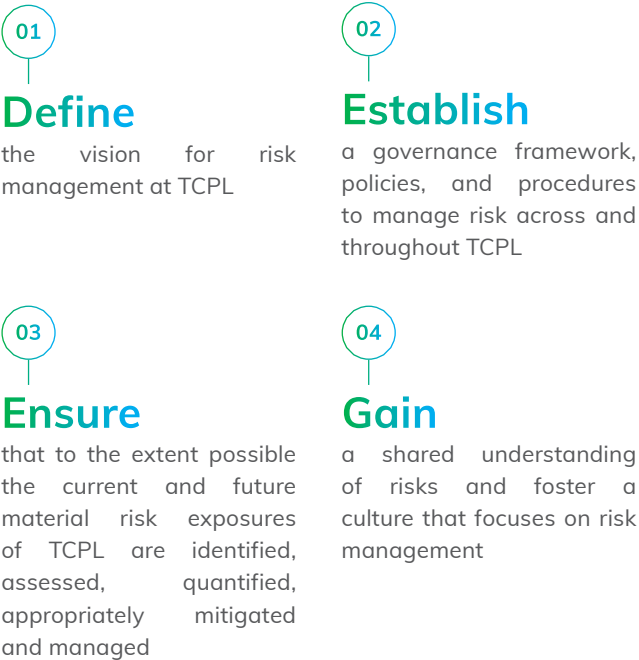 01
Define
the vision for risk
management at TCPL
02
Establish
a governance framework,
policies, and procedures
to manage risk across and
throughout TCPL
03
Ensure
that to the extent possible
the current and future
material risk exposures
of TCPL are identified,
assessed, quantified,
appropriately mitigated
and managed
04
Gain
a shared understanding
of risks and foster a
culture that focuses on risk
management